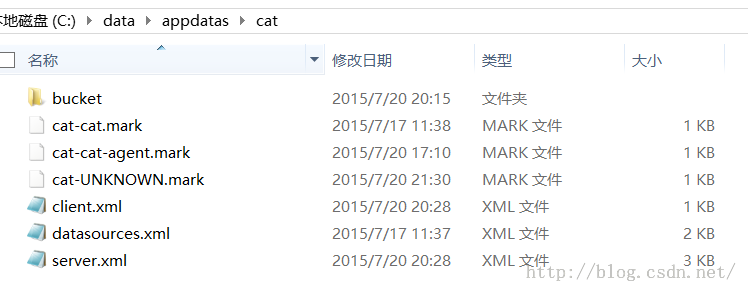 本地磁盘 (C:) data appdatas cat
名称 修改日期 类型 大小
bucket 2015/7/20 20:15 文件夹
cat-cat.mark 2015/7/17 11:38 MARK 文件 1 KB
cat-cat-agent.mark 2015/7/20 17:10 MARK 文件 1 KB
cat-UNKNOWN.mark 2015/7/20 21:30 MARK 文件 1 KB
client.xml 2015/7/20 20:28 XML 文件 1 KB
datasources.xml 2015/7/17 11:37 XML 文件 2 KB
server.xml 2015/7/20 20:28 XML 文件 3 KB
http://blog.csdn.net/